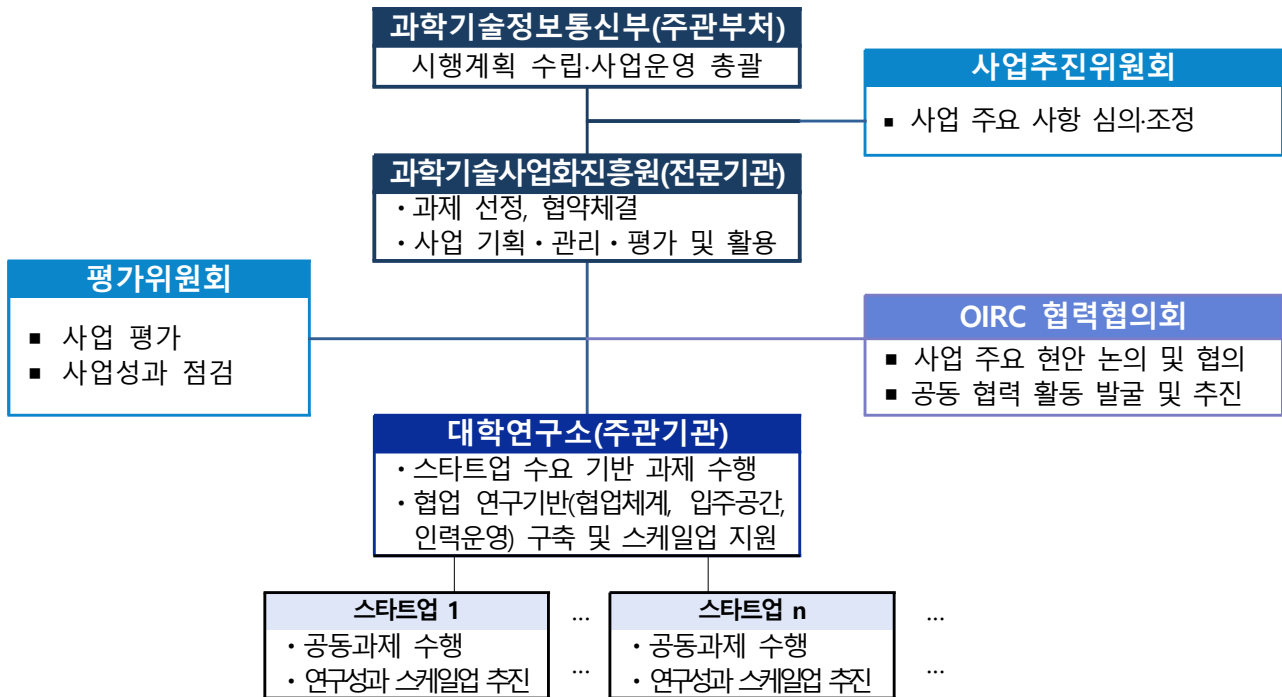 과학기술정보통신부(주관부처)
시행계획 수립·사업운영 총괄
사업추진위원회
▪ 사업 주요 사항 심의·조정
과학기술사업화진흥원(전문기관)
· 과제 선정, 협약체결
· 사업 기획·관리·평가 및 활용
평가위원회
▪ 사업 평가
▪ 사업성과 점검
OIRC 협력협의회
▪ 사업 주요 현안 논의 및 협의
▪ 공동 협력 활동 발굴 및 추진
대학연구소(주관기관)
· 스타트업 수요 기반 과제 수행
· 협업 연구기반(협업체계, 입주공간,
인력운영) 구축 및 스케일업 지원
스타트업 1
· 공동과제 수행
· 연구성과 스케일업 추진
...
...
스타트업 n
· 공동과제 수행
· 연구성과 스케일업 추진
...
...